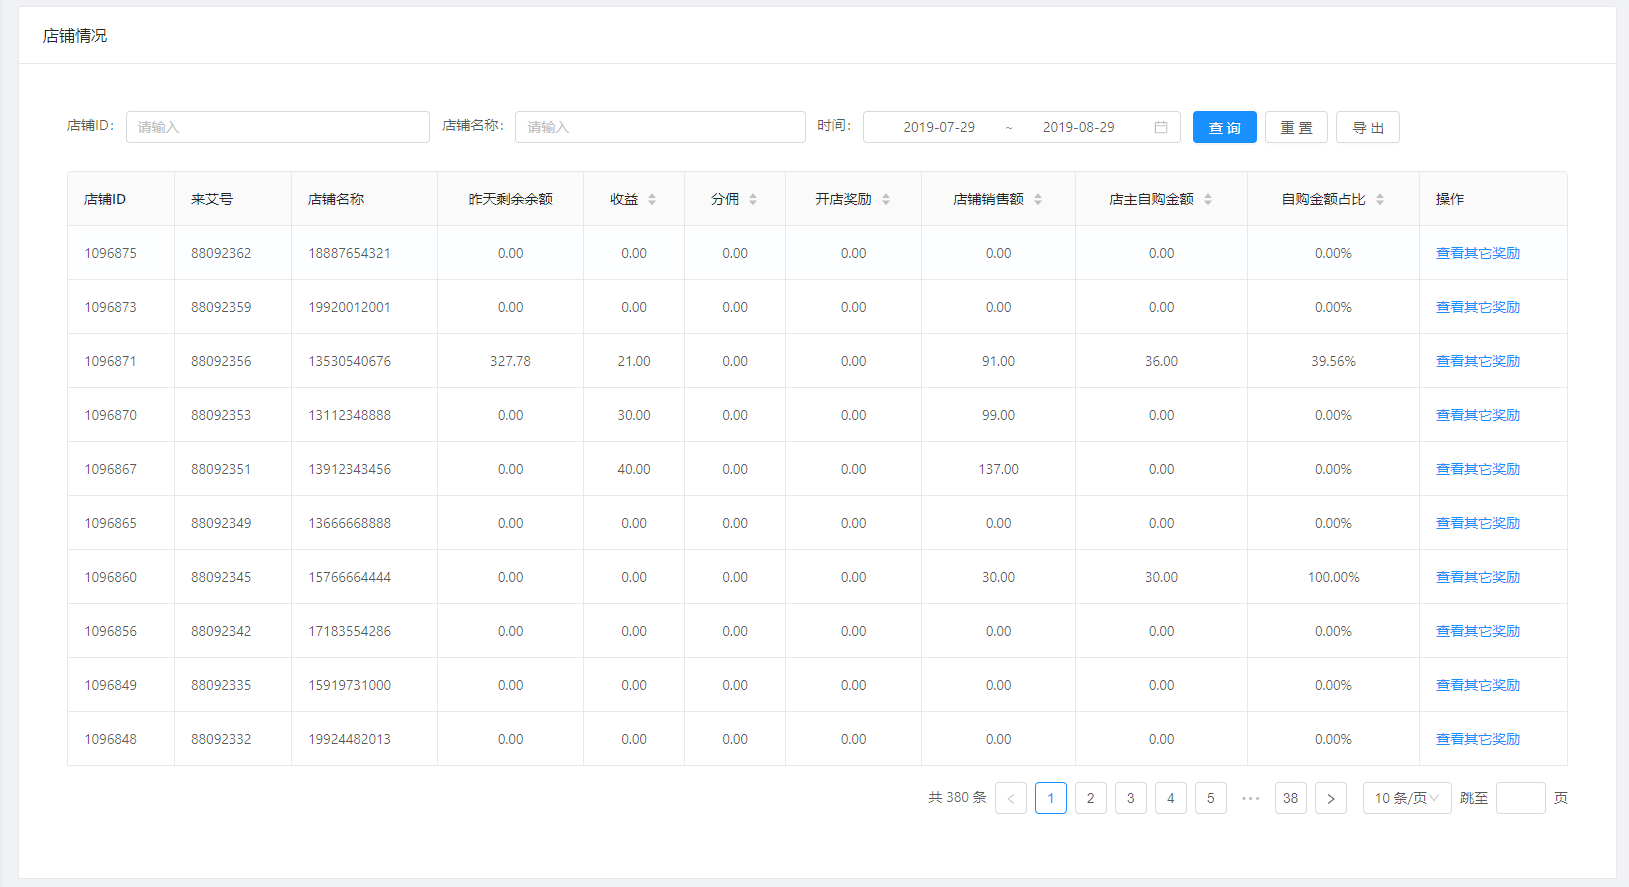 店铺情况
店铺ID： 请输入 店铺名称： 请输入 时间： 2019-07-29 ~ 2019-08-29 查 询 重 置 导 出
店铺ID 来艾号 店铺名称 昨天剩余余额 收益 分佣 开店奖励 店铺销售额 店主自购金额 自购金额占比 操作
1096875 88092362 18887654321 0.00 0.00 0.00 0.00 0.00 0.00 0.00% 查看其它奖励
1096873 88092359 19920012001 0.00 0.00 0.00 0.00 0.00 0.00 0.00% 查看其它奖励
1096871 88092356 13530540676 327.78 21.00 0.00 0.00 91.00 36.00 39.56% 查看其它奖励
1096870 88092353 13112348888 0.00 30.00 0.00 0.00 99.00 0.00 0.00% 查看其它奖励
1096867 88092351 13912343456 0.00 40.00 0.00 0.00 137.00 0.00 0.00% 查看其它奖励
1096865 88092349 13666668888 0.00 0.00 0.00 0.00 0.00 0.00 0.00% 查看其它奖励
1096860 88092345 15766664444 0.00 0.00 0.00 0.00 30.00 30.00 100.00% 查看其它奖励
1096856 88092342 17183554286 0.00 0.00 0.00 0.00 0.00 0.00 0.00% 查看其它奖励
1096849 88092335 15919731000 0.00 0.00 0.00 0.00 0.00 0.00 0.00% 查看其它奖励
1096848 88092332 19924482013 0.00 0.00 0.00 0.00 0.00 0.00 0.00% 查看其它奖励
共 380 条 < 1 2 3 4 5 ••• 38 > 10 条/页 跳至 页